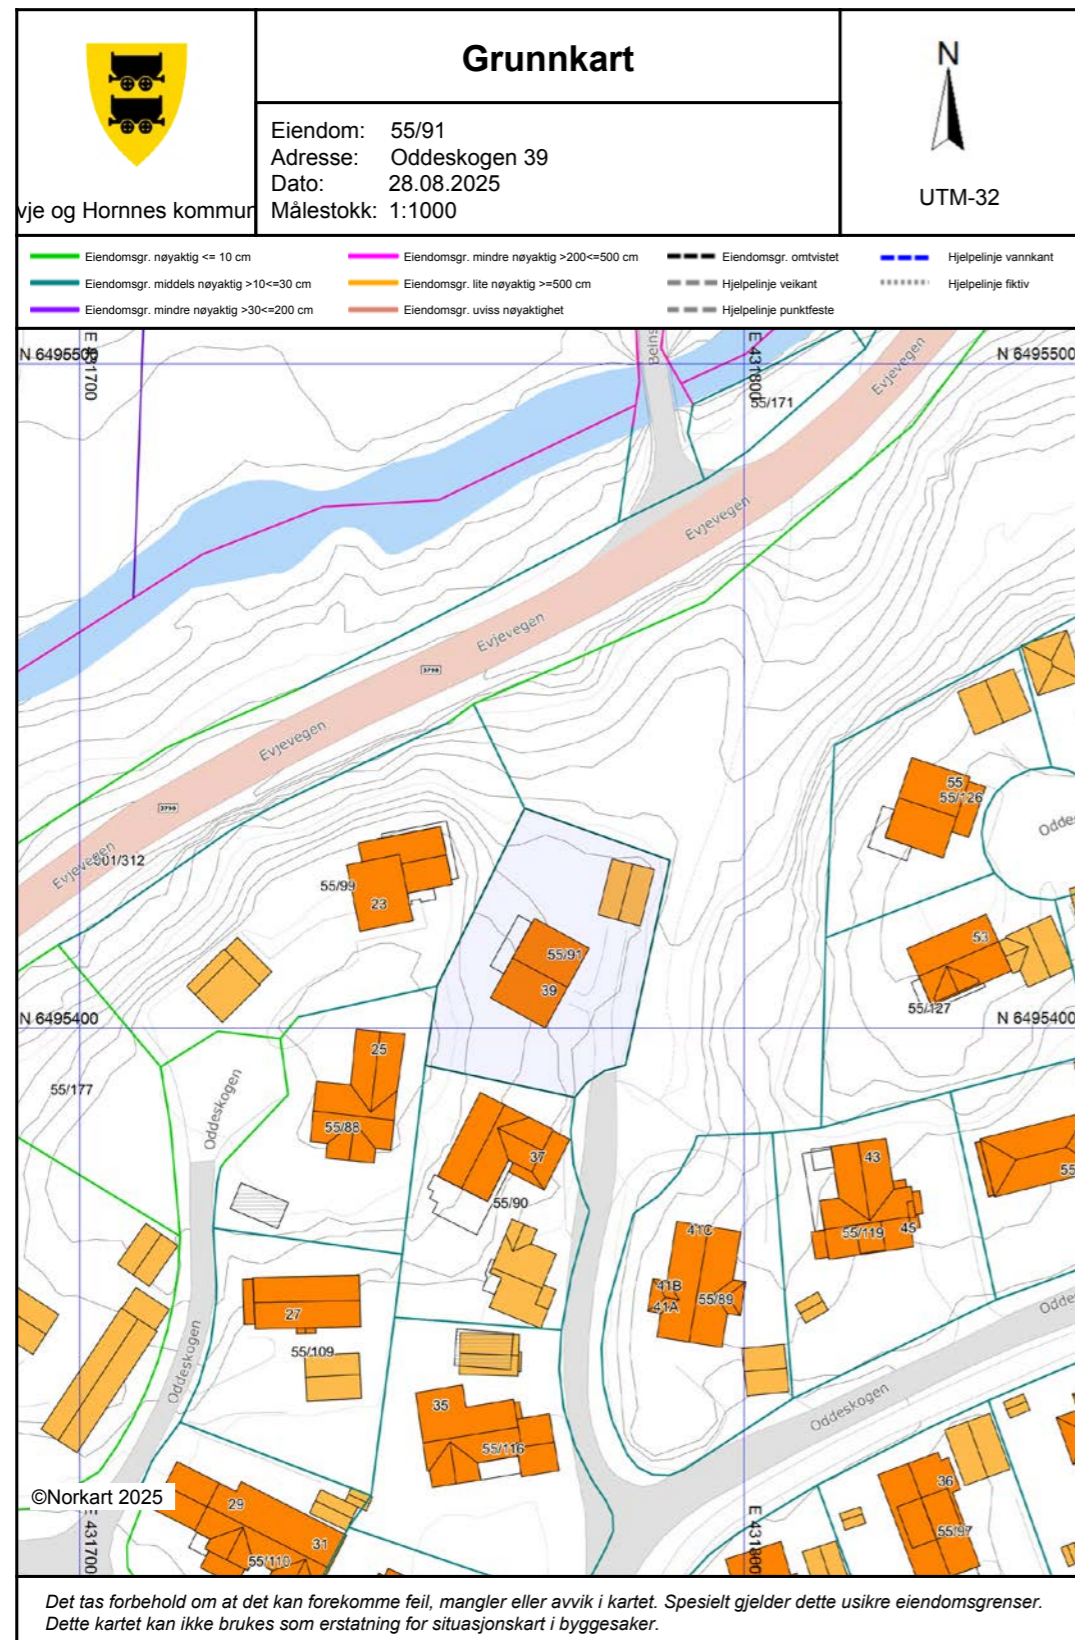 Grunnkart
vje og Hornnes kommur
Eiendom: 55/91
Adresse: Oddeskogen 39
Dato: 28.08.2025
Målestokk: 1:1000
N
UTM-32
Eiendomsgr. nøyaktig <= 10 cm
Eiendomsgr. middels nøyaktig >10<=30 cm
Eiendomsgr. mindre nøyaktig >30<=200 cm
Eiendomsgr. mindre nøyaktig >200<=500 cm
Eiendomsgr. lite nøyaktig >=500 cm
Eiendomsgr. uviss nøyaktighet
Eiendomsgr. omtvistet
Hjelpelinje veikant
Hjelpelinje punktfeste
Hjelpelinje vannkant
Hjelpelinje fiktiv
N 6495500
E 431700
Beins
E 431800
N 6495500
55/171
Evjevegen
Evjevegen
Evjevegen
3798
Evjevegen
3798
Evjevegen
601/312
55
55/126
Odde
55/99
23
55/91
39
53
55/127
N 6495400
N 6495400
25
55/177
Oddeskogen
55/88
37
55/90
43
55
55/119
45
41C
41B
41A
55/89
Odde
27
55/109
Oddeskogen
35
55/116
Oddeskogen
36
55/97
29
31
55/110
©Norkart 2025
E 431700
E 431800
Det tas forbehold om at det kan forekomme feil, mangler eller avvik i kartet. Spesielt gjelder dette usikre eiendomsgrenser.
Dette kartet kan ikke brukes som erstatning for situasjonskart i byggesaker.